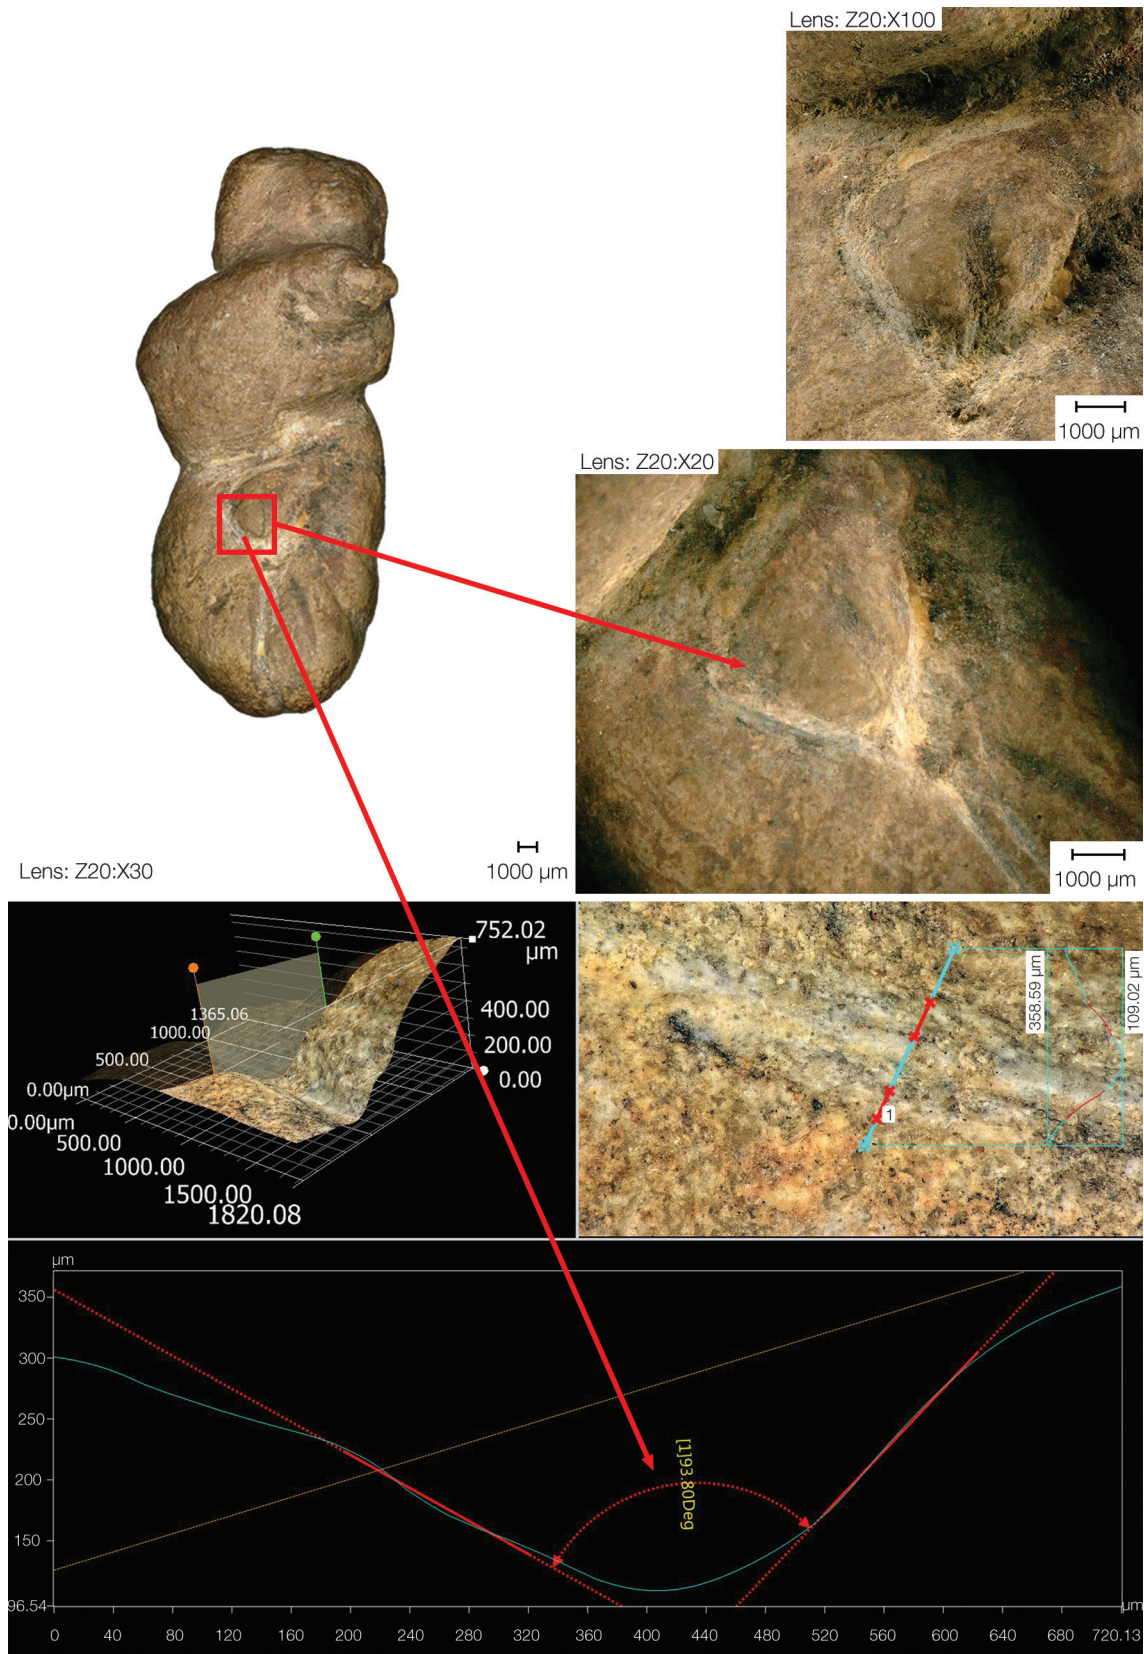 Lens: Z20:X100
1000 µm
Lens: Z20:X20
1000 µm
Lens: Z20:X30
1000 µm
752.02
µm
400.00
200.00
0.00
1365.06
1000.00
500.00
0.00µm
0.00µm
500.00
1000.00
1500.00
1820.08
358.59 µm
109.02 µm
1
µm
350
300
250
200
150
96.54
[1]93.80Deg
µm
0 40 80 120 160 200 240 280 320 360 400 440 480 520 560 600 640 680 720.13